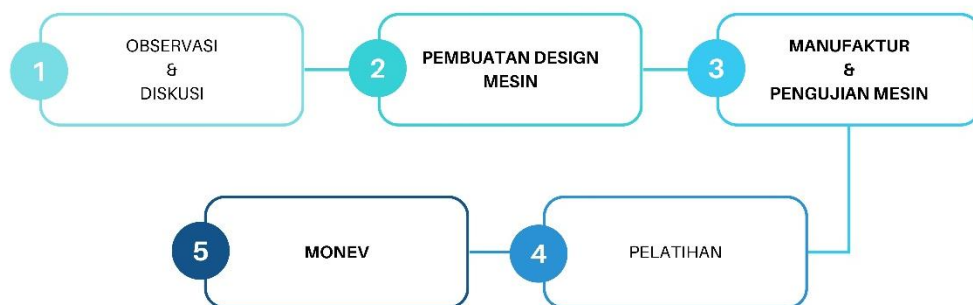 1
OBSERVASI
&
DISKUSI
2
PEMBUATAN DESIGN
MESIN
3
MANUFAKTUR
&
PENGUJIAN MESIN
4
PELATIHAN
5
MONEV